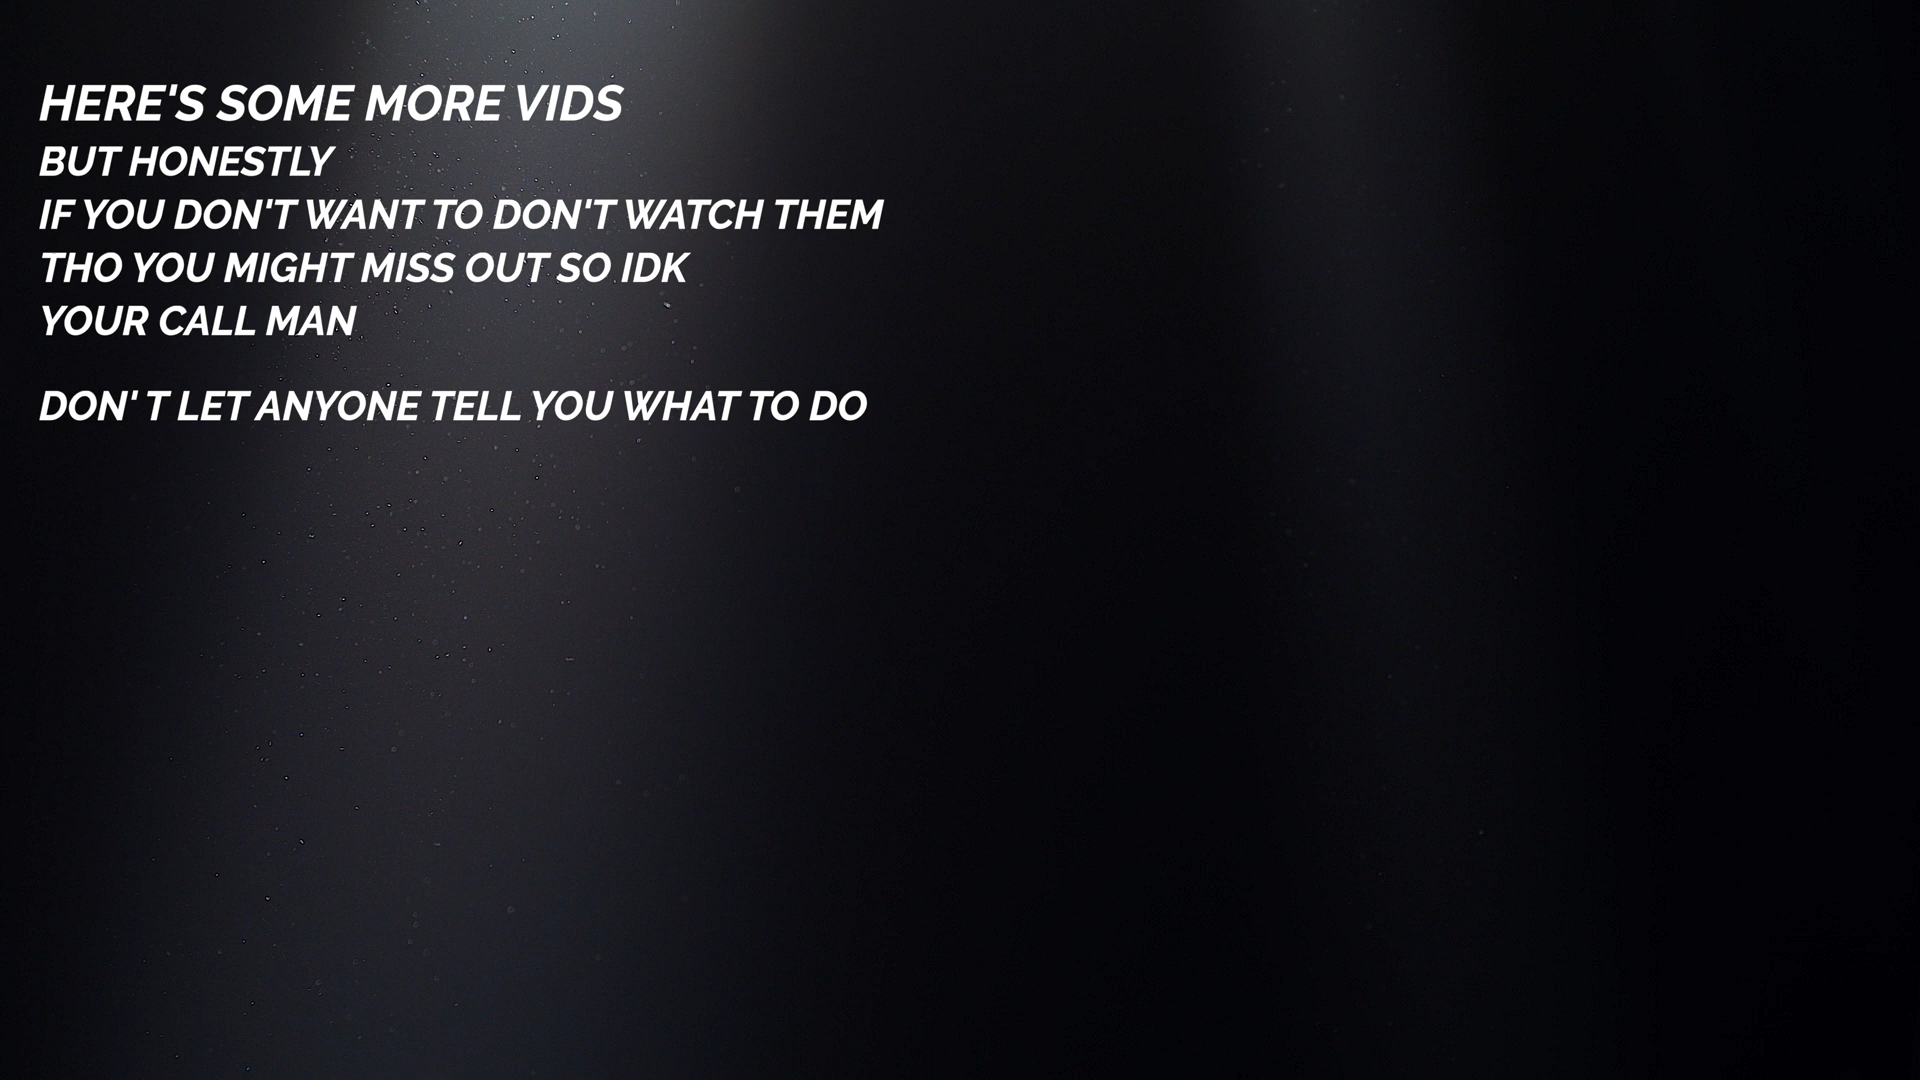 HERE'S SOME MORE VIDS
BUT HONESTLY
IF YOU DON'T WANT TO DON'T WATCH THEM
THO YOU MIGHT MISS OUT SO IDK
YOUR CALL MAN
DON' T LET ANYONE TELL YOU WHAT TO DO